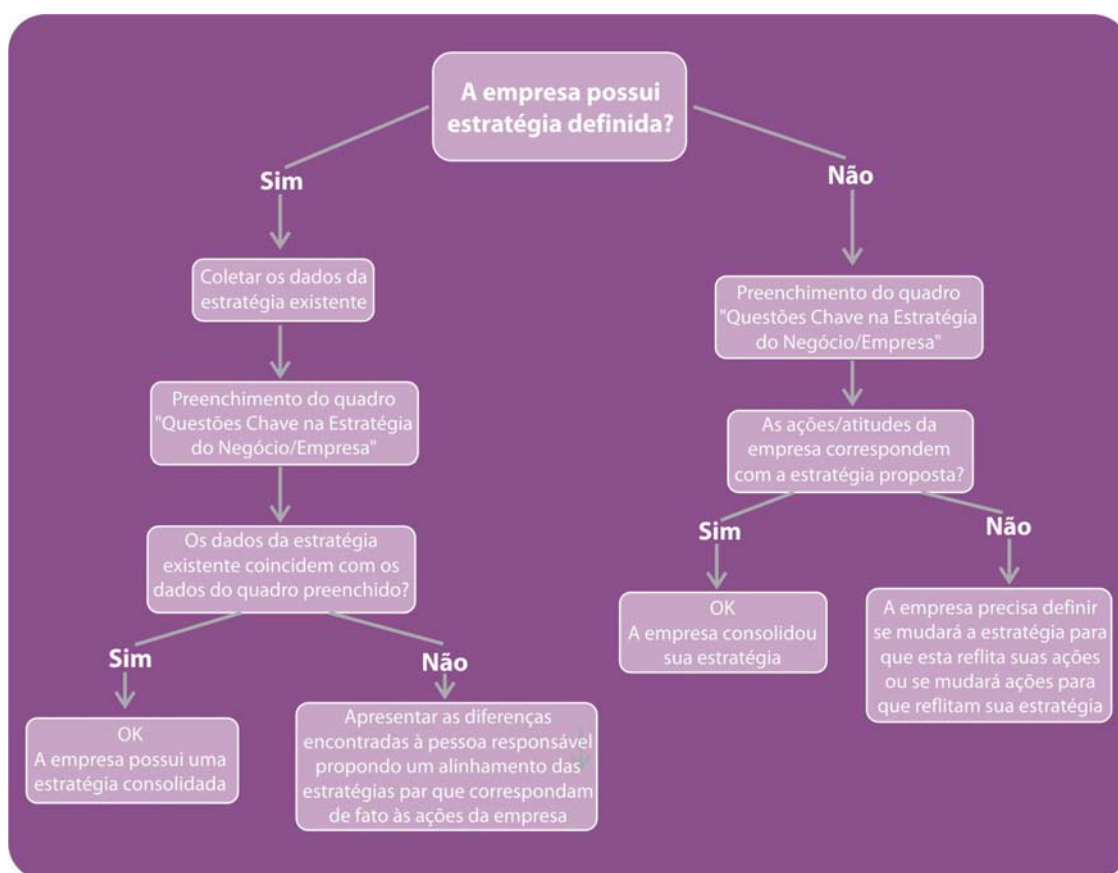 A empresa possui
estratégia definida?
Sim
Não
Coletar os dados da
estratégia existente
Preenchimento do quadro
"Questões Chave na Estratégia
do Negócio/Empresa"
Os dados da estratégia
existente coincidem com os
dados do quadro preenchido?
Sim
Não
OK
A empresa possui uma
estratégia consolidada
Apresentar as diferenças
encontradas à pessoa responsável
propondo um alinhamento das
estratégias par que correspondam
de fato às ações da empresa
Preenchimento do quadro
"Questões Chave na Estratégia
do Negócio/Empresa"
As ações/atitudes da
empresa correspondem
com a estratégia proposta?
Sim
Não
OK
A empresa consolidou
sua estratégia
A empresa precisa definir
se mudará a estratégia para
que esta reflita suas ações
ou se mudará ações para
que reflitam sua estratégia